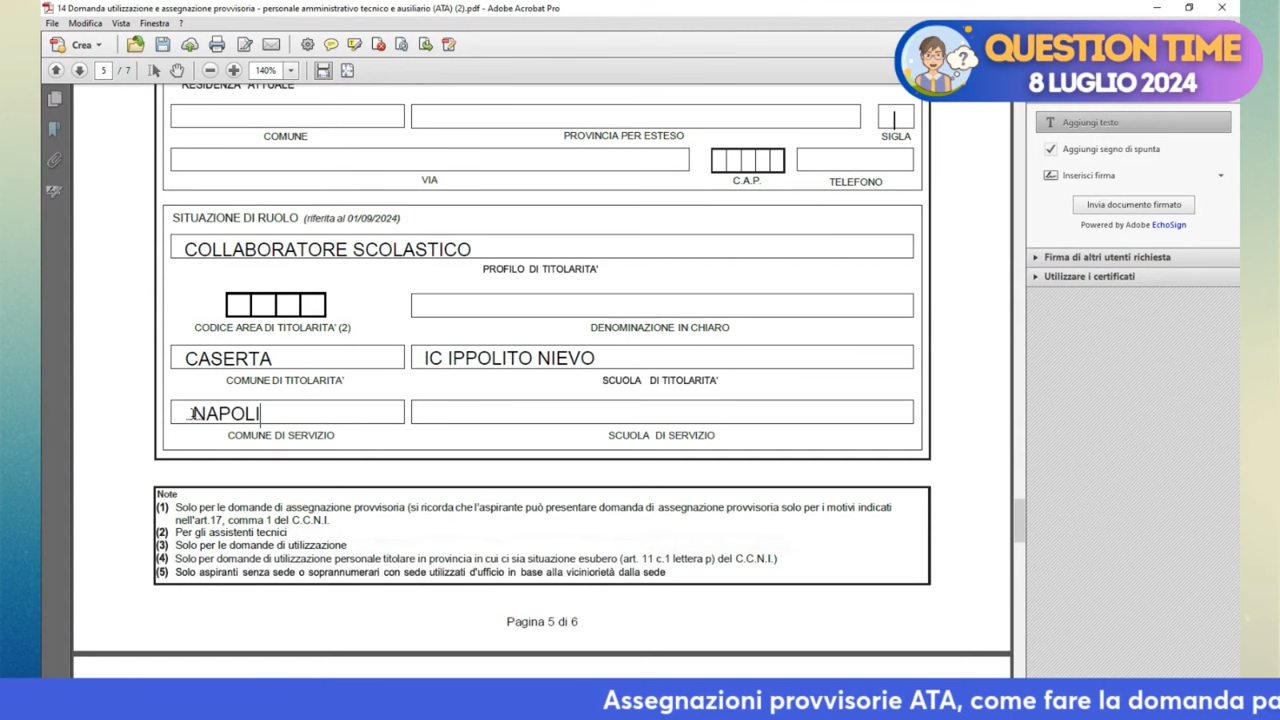 14 Domanda utilizzazione e assegnazione provvisoria - personale amministrativo tecnico e ausiliario (ATA) (2).pdf - Adobe Acrobat Pro
File Modifica Vista Finestra ?
Crea
5 / 7 140%
QUESTION TIME
8 LUGLIO 2024
RESIDENZA ATTUALE
COMUNE PROVINCIA PER ESTESO SIGLA
VIA C.A.P. TELEFONO
SITUAZIONE DI RUOLO (riferita al 01/09/2024)
COLLABORATORE SCOLASTICO
PROFILO DI TITOLARITA'
CODICE AREA DI TITOLARITA' (2) DENOMINAZIONE IN CHIARO
CASERTA IC IPPOLITO NIEVO
COMUNE DI TITOLARITA' SCUOLA DI TITOLARITA'
NAPOLI
COMUNE DI SERVIZIO SCUOLA DI SERVIZIO
Note
(1) Solo per le domande di assegnazione provvisoria (si ricorda che l'aspirante può presentare domanda di assegnazione provvisoria solo per i motivi indicati
nell'art.17, comma 1 del C.C.N.I.
(2) Per gli assistenti tecnici
(3) Solo per le domande di utilizzazione
(4) Solo per domande di utilizzazione personale titolare in provincia in cui ci sia situazione esubero (art. 11 c.1 lettera p) del C.C.N.I.)
(5) Solo aspiranti senza sede o soprannumerari con sede utilizzati d'ufficio in base alla viciniorietà dalla sede
Pagina 5 di 6
Aggiungi testo
Aggiungi segno di spunta
Inserisci firma
Invia documento firmato
Powered by Adobe EchoSign
Firma di altri utenti richiesta
Utilizzare i certificati
Assegnazioni provvisorie ATA, come fare la domanda pa